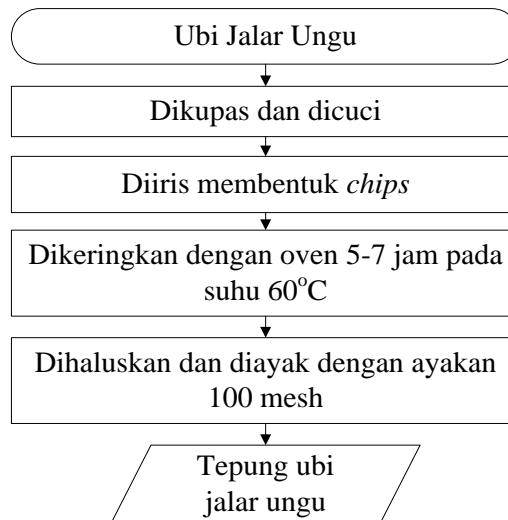 Ubi Jalar Ungu
Dikupas dan dicuci
Diiris membentuk chips
Dikeringkan dengan oven 5-7 jam pada
suhu 60°C
Dihaluskan dan diayak dengan ayakan
100 mesh
Tepung ubi
jalar ungu